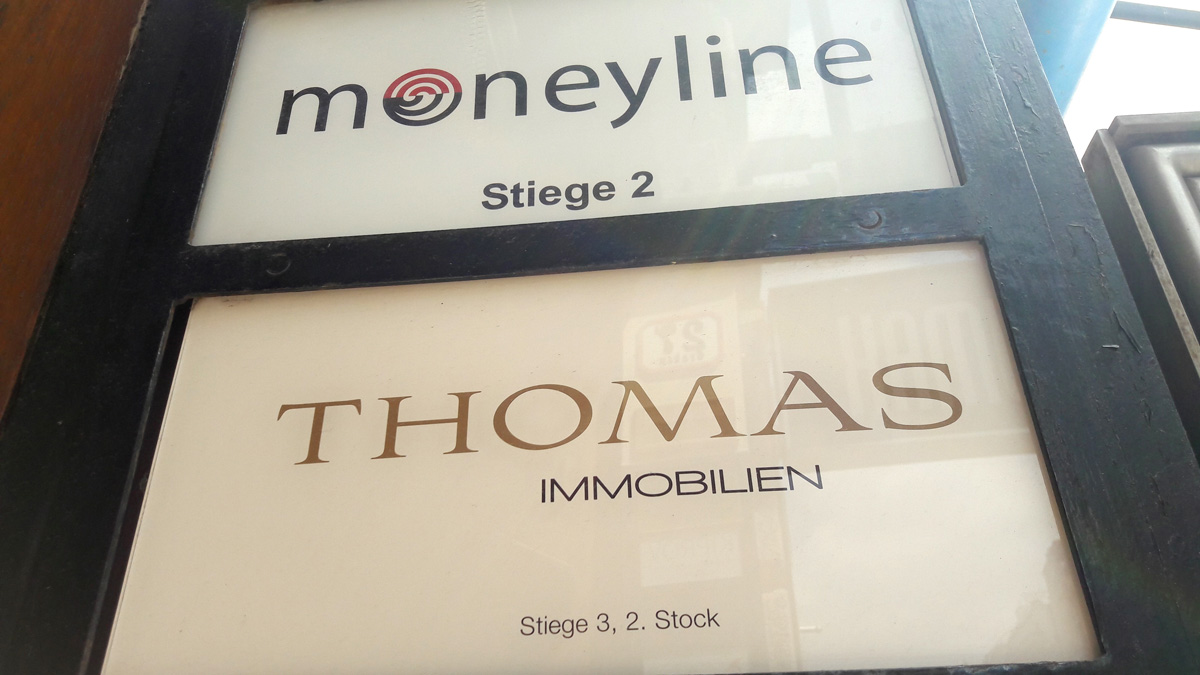 moneyline
Stiege 2
THOMAS
IMMOBILIEN
Stiege 3, 2. Stock